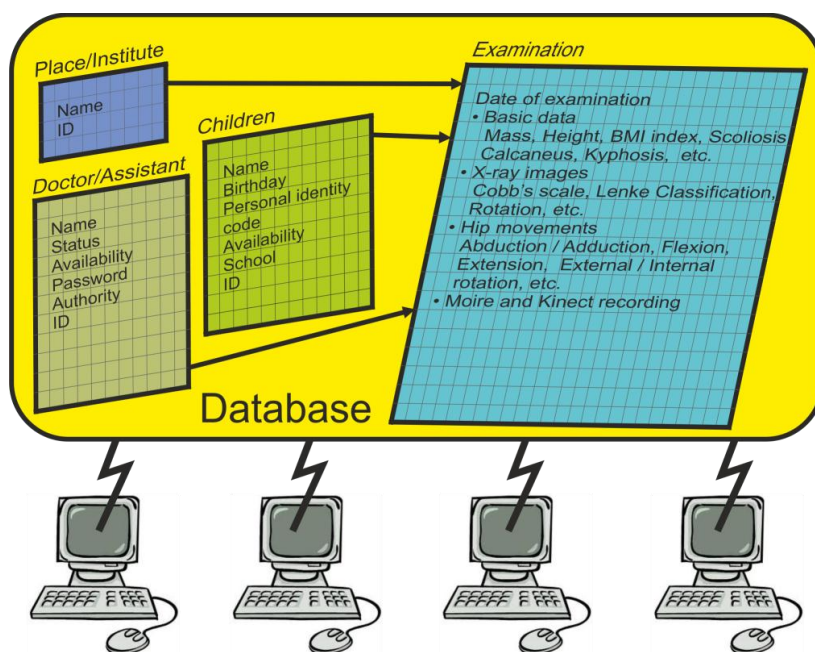 Place/Institute
Name
ID
Children
Name
Birthday
Personal identity
code
Availability
School
ID
Doctor/Assistant
Name
Status
Availability
Password
Authority
ID
Examination
Date of examination
• Basic data
Mass, Height, BMI index, Scoliosis
Calcaneus, Kyphosis, etc.
• X-ray images
Cobb's scale, Lenke Classification,
Rotation, etc.
• Hip movements
Abduction / Adduction, Flexion,
Extension, External / Internal
rotation, etc.
• Moire and Kinect recording
Database